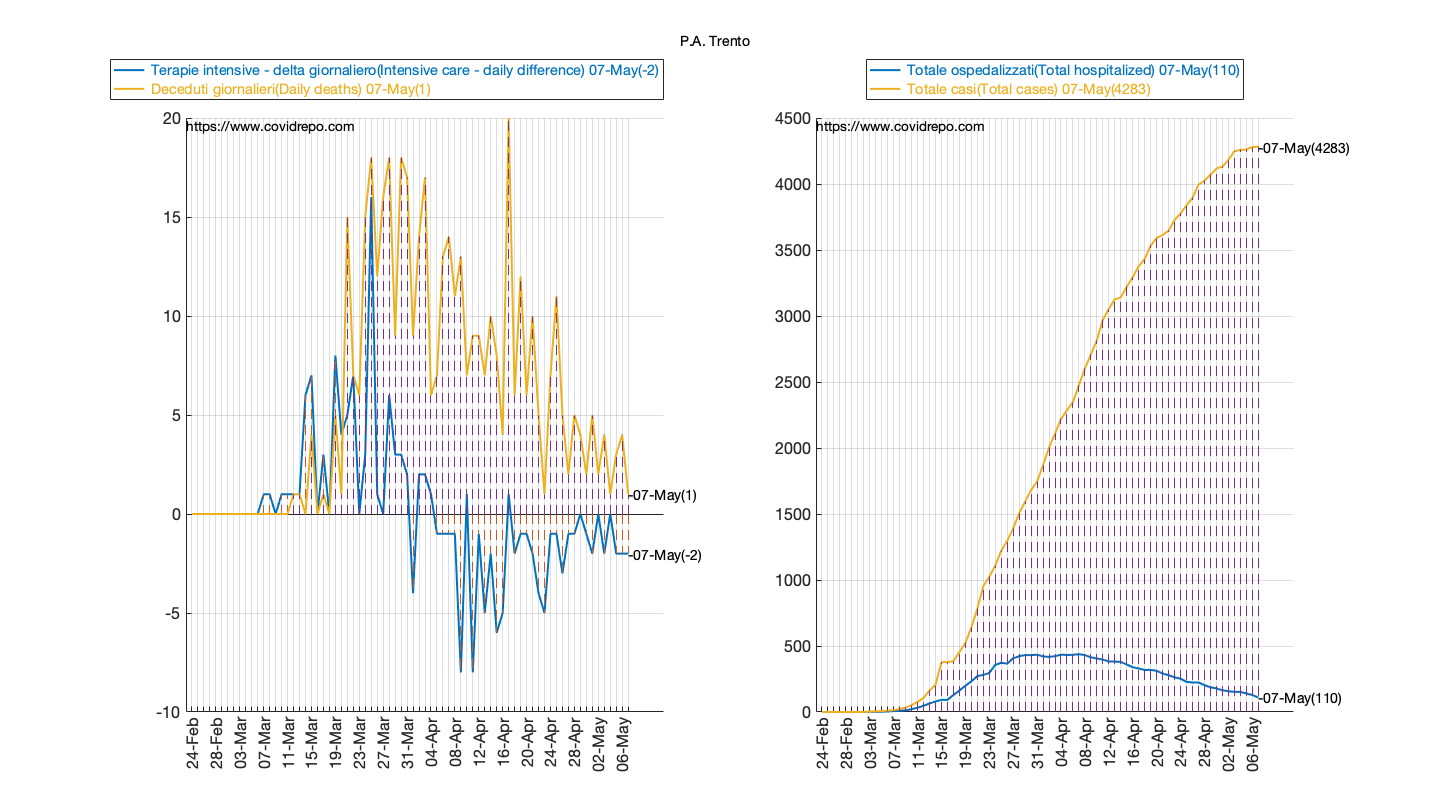 P.A. Trento
Terapie intensive - delta giornaliero(Intensive care - daily difference) 07-May(-2)
Deceduti giornalieri(Daily deaths) 07-May(1)
https://www.covidrepo.com
20
15
10
5
0
-5
-10
-07-May(1)
-07-May(-2)
24-Feb
28-Feb
03-Mar
07-Mar
11-Mar
15-Mar
19-Mar
23-Mar
27-Mar
31-Mar
04-Apr
08-Apr
12-Apr
16-Apr
20-Apr
24-Apr
28-Apr
02-May
06-May
Totale ospedalizzati(Total hospitalized) 07-May(110)
Totale casi(Total cases) 07-May(4283)
https://www.covidrepo.com
4500
4000
3500
3000
2500
2000
1500
1000
500
0
-07-May(4283)
-07-May(110)
24-Feb
28-Feb
03-Mar
07-Mar
11-Mar
15-Mar
19-Mar
23-Mar
27-Mar
31-Mar
04-Apr
08-Apr
12-Apr
16-Apr
20-Apr
24-Apr
28-Apr
02-May
06-May